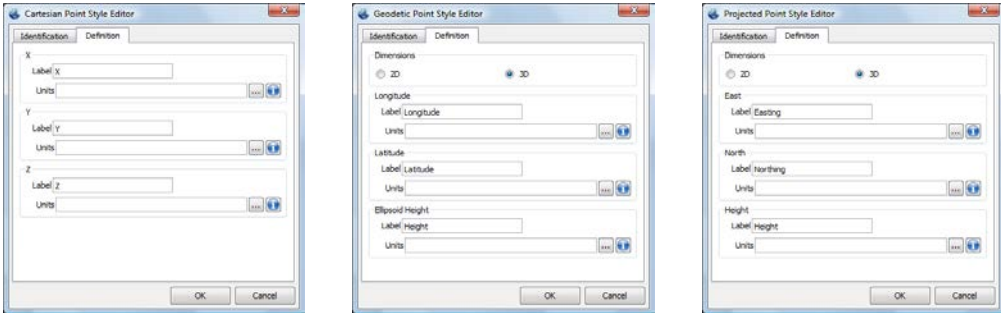 Cartesian Point Style Editor
Identification Definition
X
Label X
Units ...
Y
Label Y
Units ...
Z
Label Z
Units ...
OK Cancel
Geodetic Point Style Editor
Identification Definition
Dimensions
2D 3D
Longitude
Label Longitude
Units ...
Latitude
Label Latitude
Units ...
Ellipsoid Height
Label Height
Units ...
OK Cancel
Projected Point Style Editor
Identification Definition
Dimensions
2D 3D
East
Label Easting
Units ...
North
Label Northing
Units ...
Height
Label Height
Units ...
OK Cancel